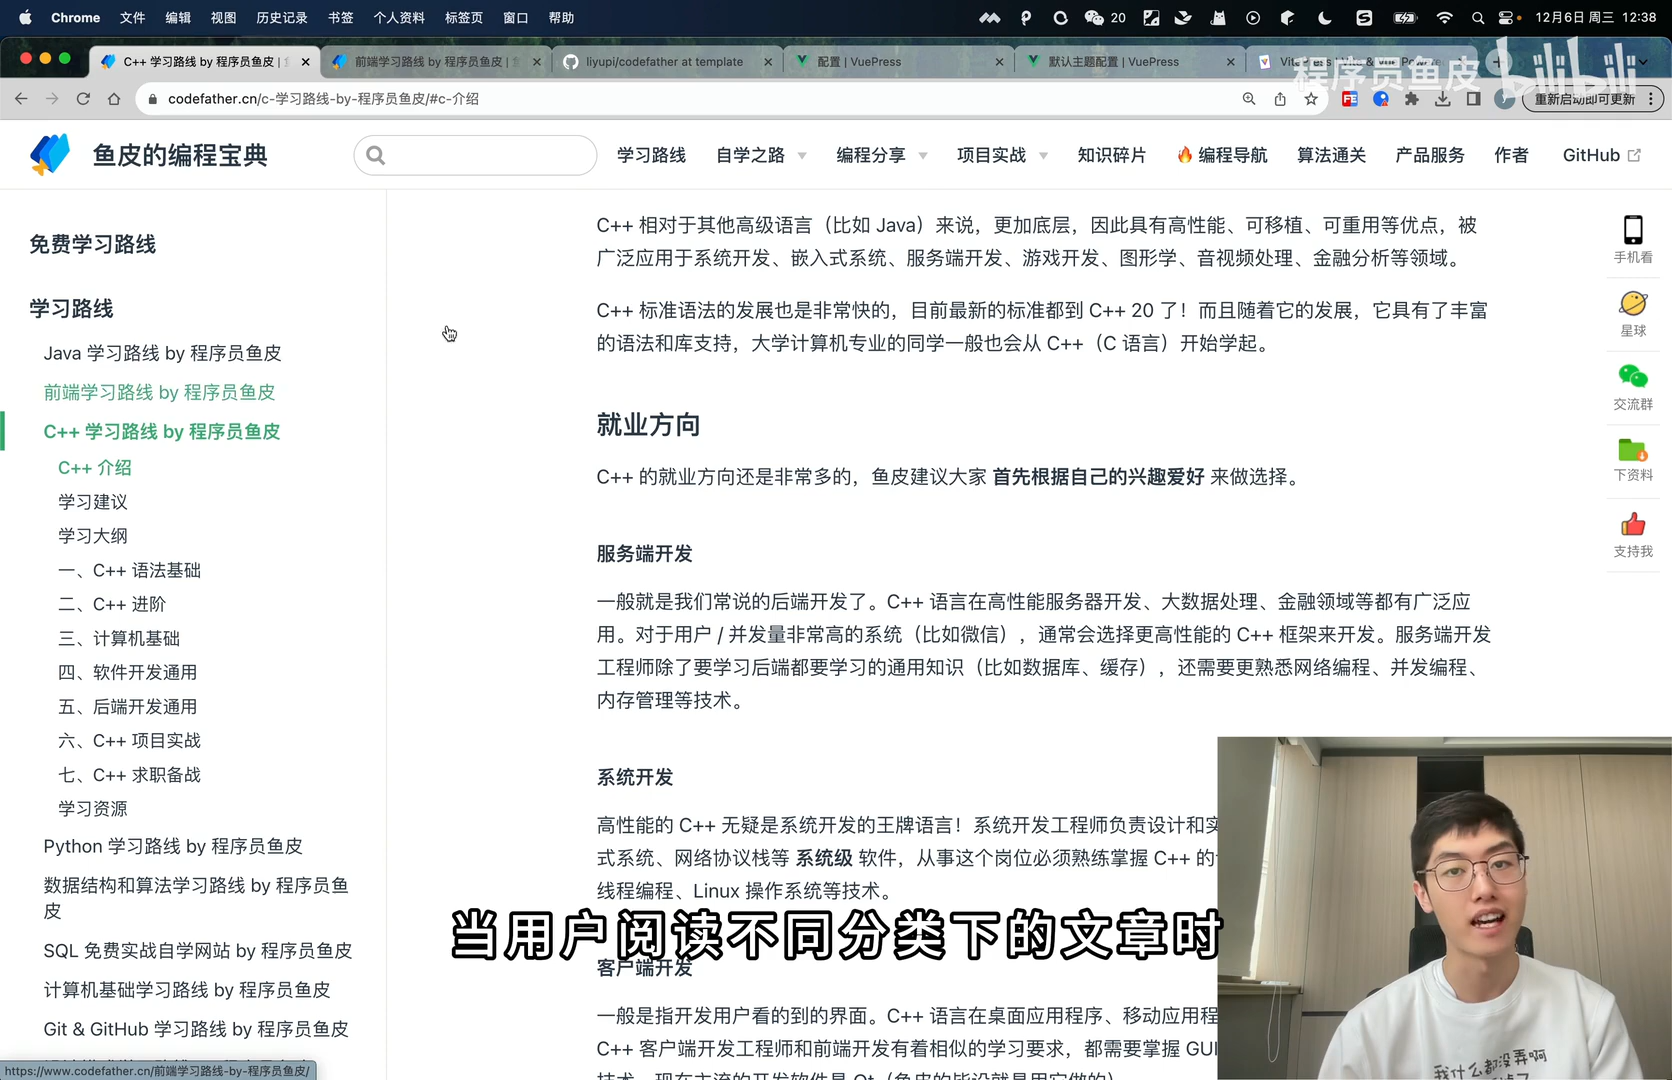 Chrome 文件 编辑 视图 历史记录 书签 个人资料 标签页 窗口 帮助 20 12月6日 周三 12:38
C++ 学习路线 by 程序员鱼皮 | 前端学习路线 by 程序员鱼皮 | liyupi/codefather at template 配置 | VuePress 默认主题配置 | VuePress
程序员鱼皮 bilibili
codefather.cn/c-学习路线-by-程序员鱼皮/#c-介绍 重新启动即可更新
鱼皮的编程宝典 学习路线 自学之路 编程分享 项目实战 知识碎片 编程导航 算法通关 产品服务 作者 GitHub
免费学习路线
学习路线
Java 学习路线 by 程序员鱼皮
前端学习路线 by 程序员鱼皮
C++ 学习路线 by 程序员鱼皮
C++ 介绍
学习建议
学习大纲
一、C++ 语法基础
二、C++ 进阶
三、计算机基础
四、软件开发通用
五、后端开发通用
六、C++ 项目实战
七、C++ 求职备战
学习资源
Python 学习路线 by 程序员鱼皮
数据结构和算法学习路线 by 程序员鱼
皮
SQL 免费实战自学网站 by 程序员鱼皮
计算机基础学习路线 by 程序员鱼皮
Git & GitHub 学习路线 by 程序员鱼皮
https://www.codefather.cn/前端学习路线-by-程序员鱼皮/
C++ 相对于其他高级语言（比如 Java）来说，更加底层，因此具有高性能、可移植、可重用等优点，被
广泛应用于系统开发、嵌入式系统、服务端开发、游戏开发、图形学、音视频处理、金融分析等领域。
C++ 标准语法的发展也是非常快的，目前最新的标准都到 C++ 20 了！而且随着它的发展，它具有了丰富
的语法和库支持，大学计算机专业的同学一般也会从 C++（C 语言）开始学起。
就业方向
C++ 的就业方向还是非常多的，鱼皮建议大家 首先根据自己的兴趣爱好 来做选择。
服务端开发
一般就是我们常说的后端开发了。C++ 语言在高性能服务器开发、大数据处理、金融领域等都有广泛应
用。对于用户 / 并发量非常高的系统（比如微信），通常会选择更高性能的 C++ 框架来开发。服务端开发
工程师除了要学习后端都要学习的通用知识（比如数据库、缓存），还需要更熟悉网络编程、并发编程、
内存管理等技术。
系统开发
高性能的 C++ 无疑是系统开发的王牌语言！系统开发工程师负责设计和实
式系统、网络协议栈等 系统级 软件，从事这个岗位必须熟练掌握 C++ 的
线程编程、Linux 操作系统等技术。
当用户阅读不同分类下的文章时
客户端开发
一般是指开发用户看的到的界面。C++ 语言在桌面应用程序、移动应用程
C++ 客户端开发工程师和前端开发有着相似的学习要求，都需要掌握 GUI
技术，现在主流的开发软件是 Qt（鱼皮的毕设就是用它做的）
手机看
星球
交流群
下资料
支持我
我什么都没弄啊